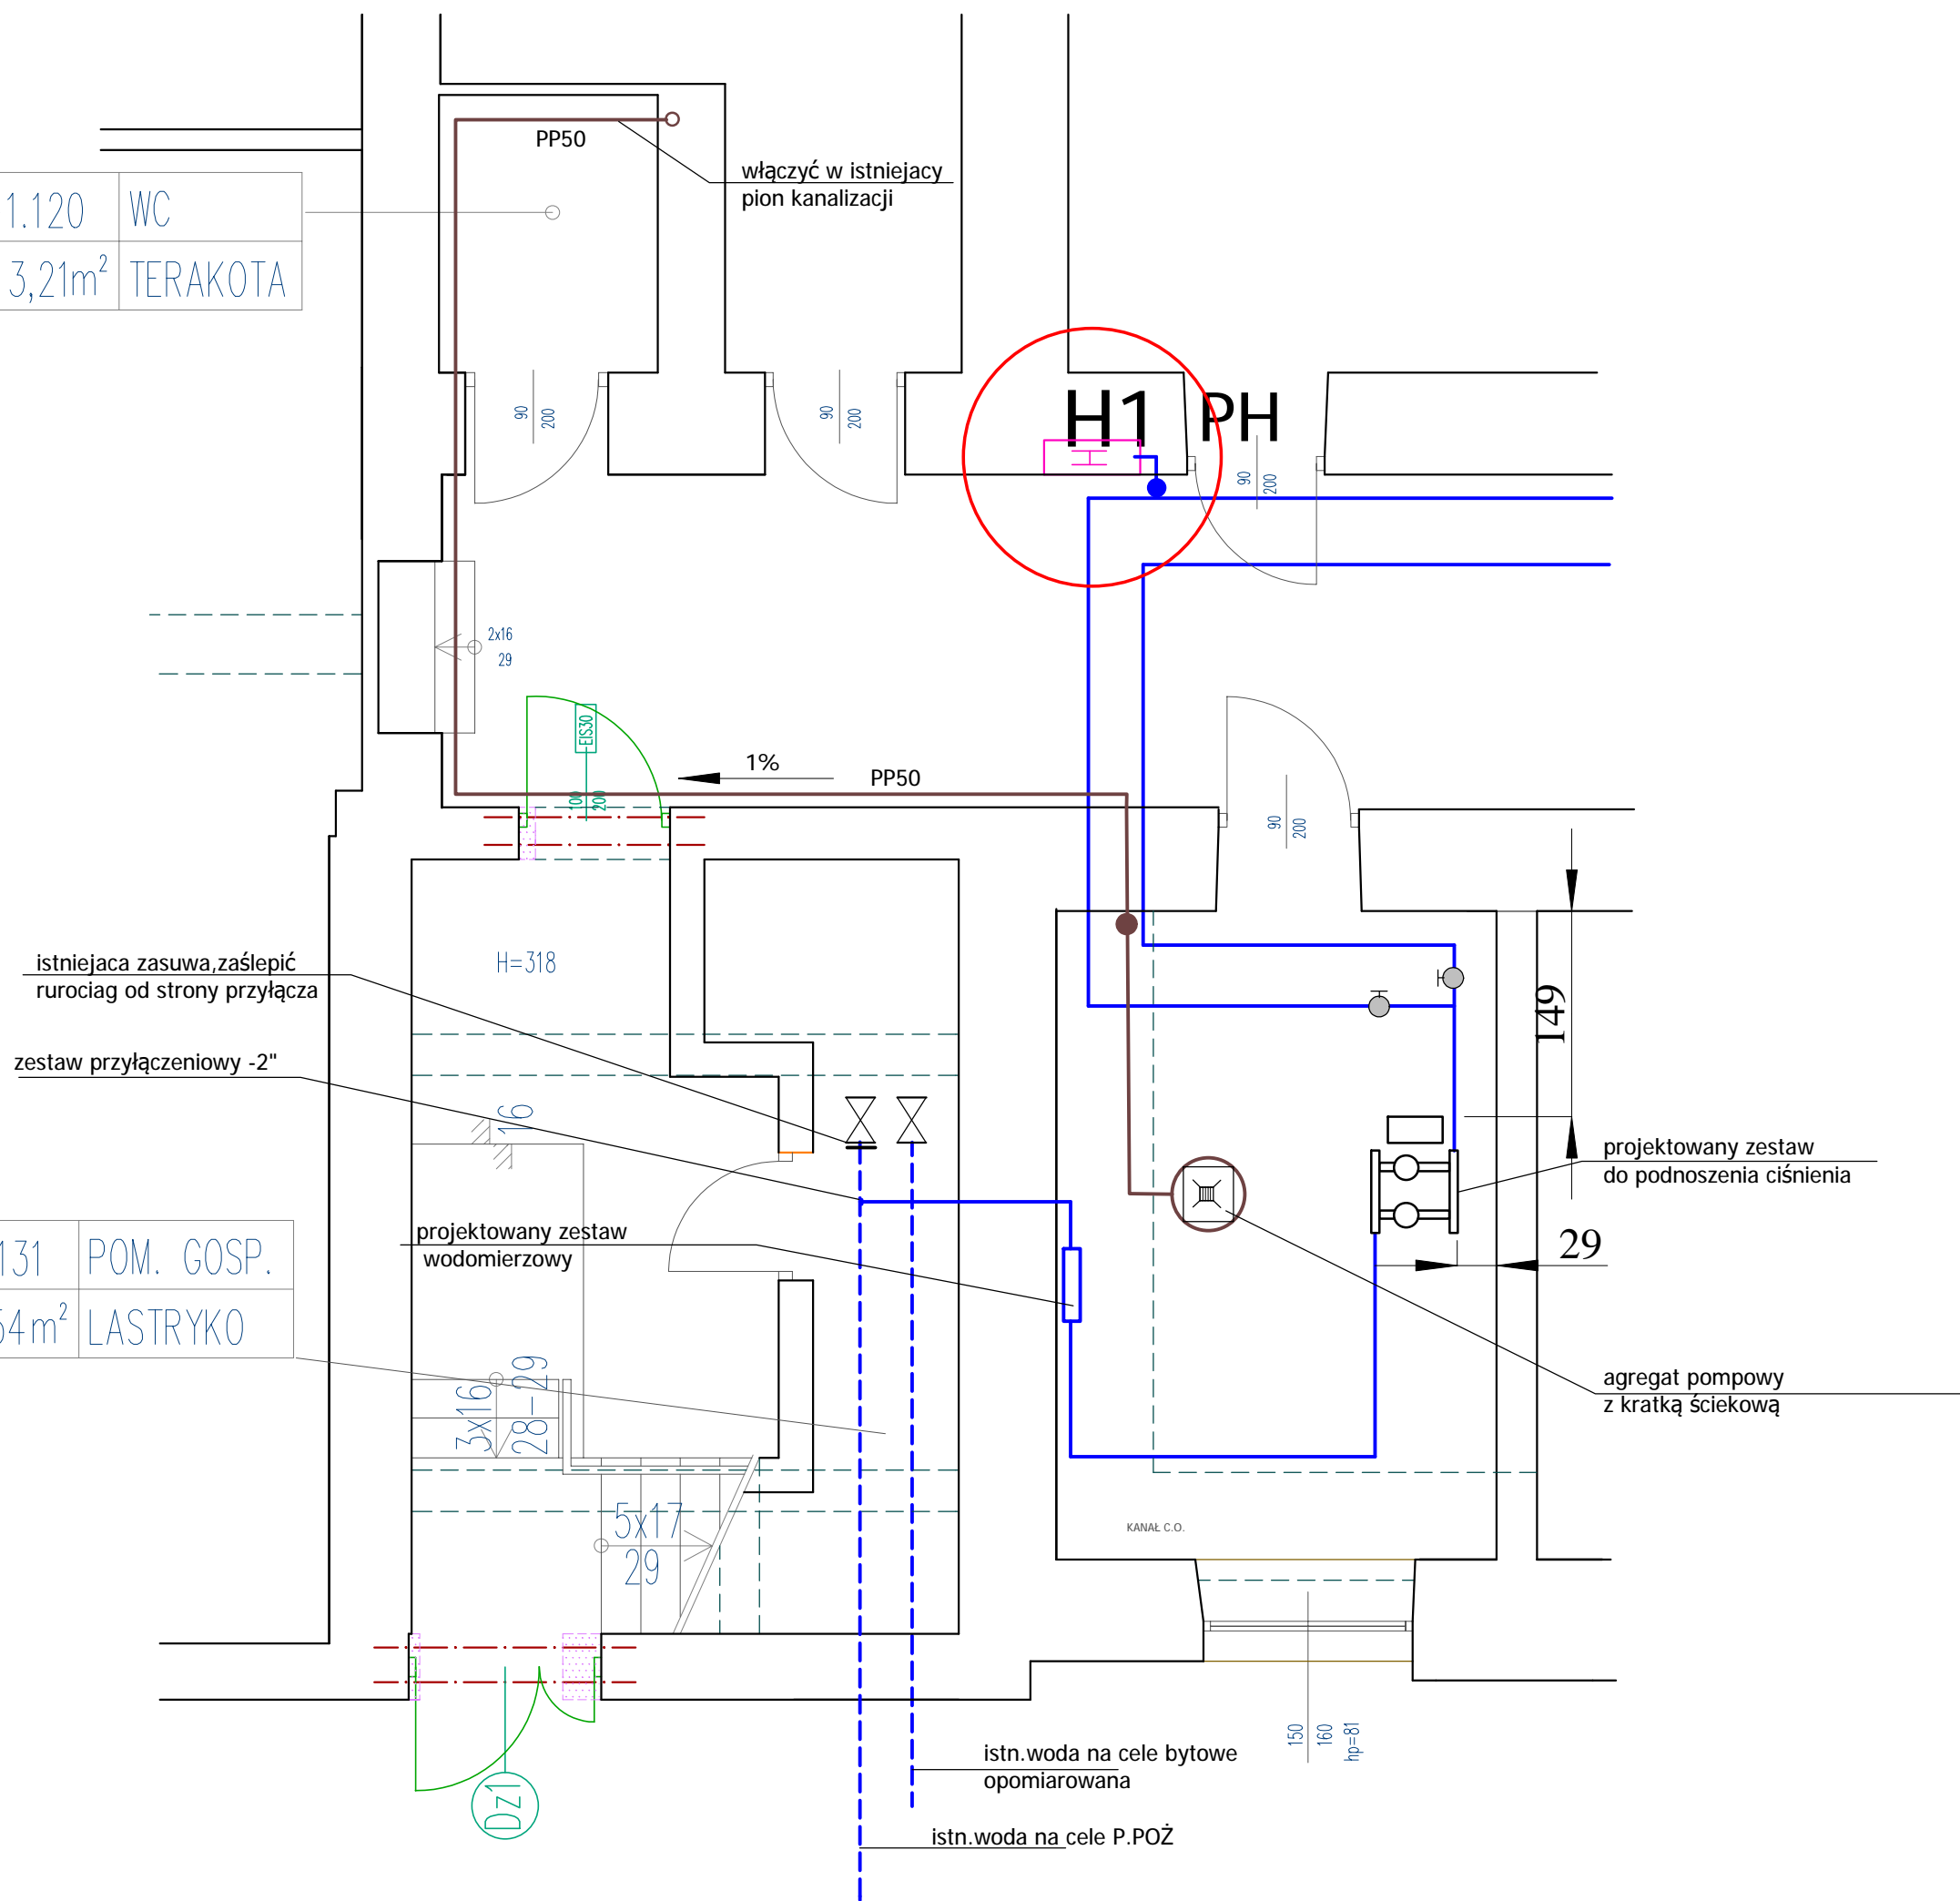 PP50
włączyć w istniejacy
pion kanalizacji
1.120 WC
3,21m² TERAKOTA
90
200
90
200
H1 PH
H
90
200
2x16
29
EIS30
100
200
1%
PP50
90
200
istniejaca zasuwa,zaślepić
rurociag od strony przyłącza
H=318
149
zestaw przyłączeniowy -2"
16
projektowany zestaw
do podnoszenia ciśnienia
131 POM. GOSP.
54m² LASTRYKO
projektowany zestaw
wodomierzowy
29
3x16
28-29
agregat pompowy
z kratką ściekową
5x17
29
KANAŁ C.O.
150
160
hp=81
Dz1
istn.woda na cele bytowe
opomiarowana
istn.woda na cele P.POŻ